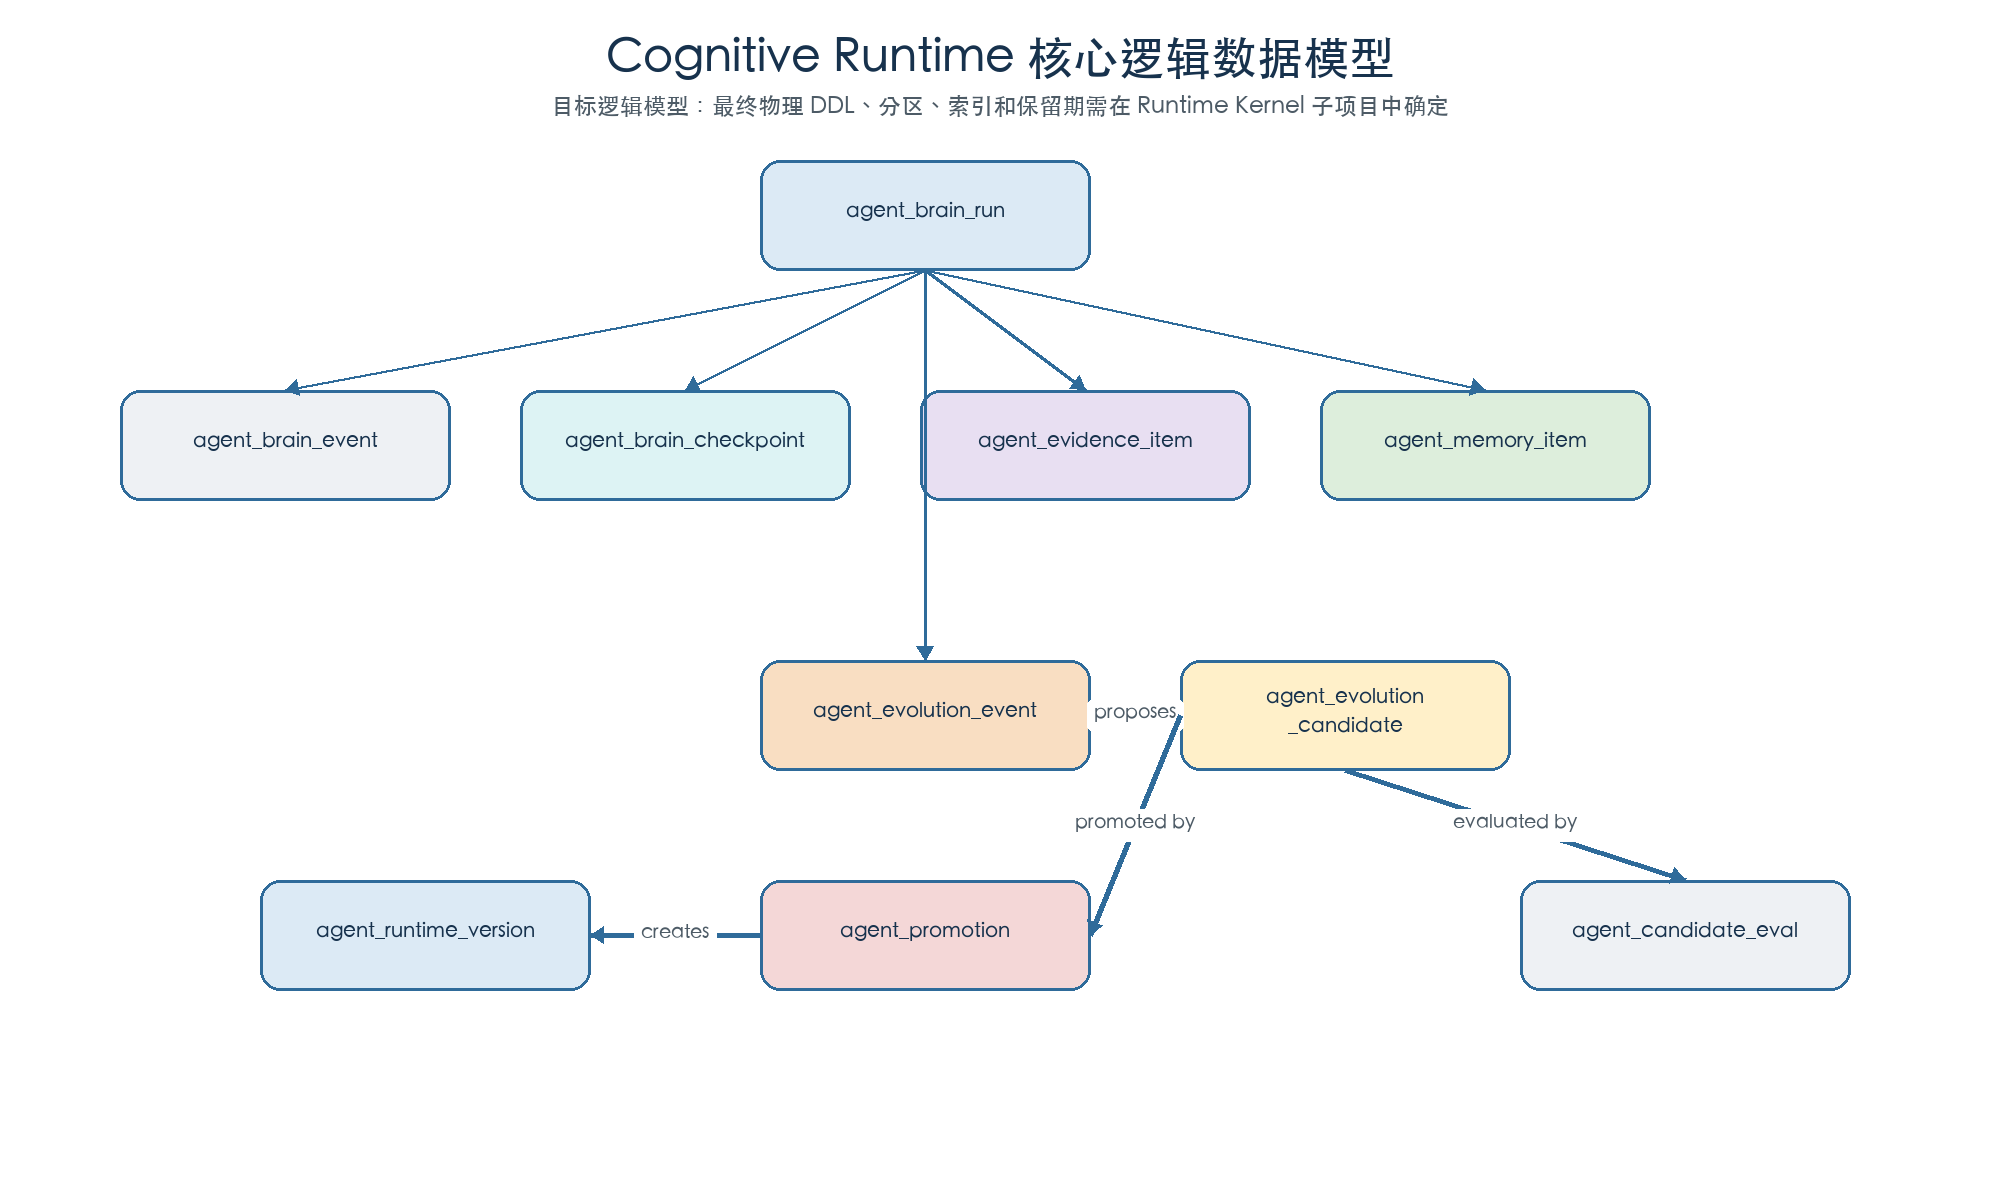 Cognitive Runtime 核心逻辑数据模型
目标逻辑模型：最终物理 DDL、分区、索引和保留期需在 Runtime Kernel 子项目中确定
agent_brain_run
agent_brain_event
agent_brain_checkpoint
agent_evidence_item
agent_memory_item
agent_evolution_event
proposes
agent_evolution
_candidate
promoted by
evaluated by
agent_runtime_version
creates
agent_promotion
agent_candidate_eval